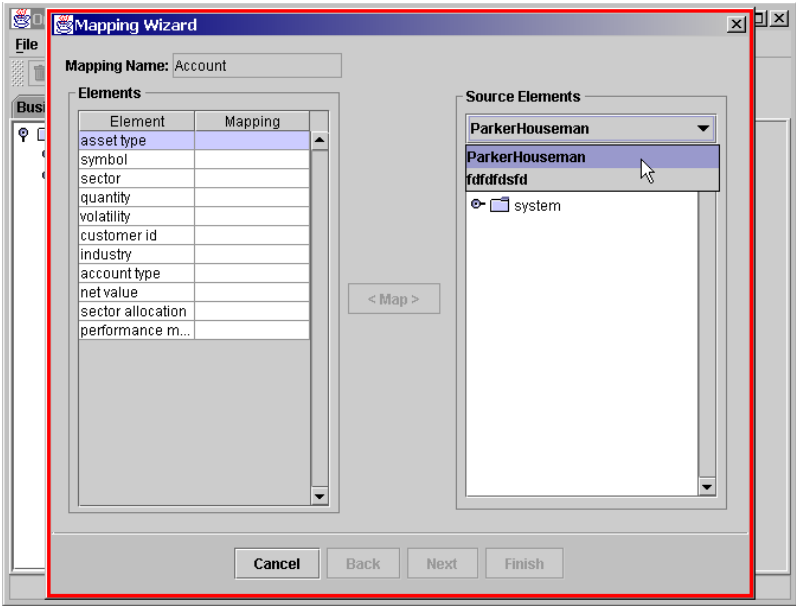 Mapping Wizard
File
Mapping Name: Account
Busi
Elements
Source Elements
Element Mapping
ParkerHouseman
asset type
symbol
ParkerHouseman
sector
fdfdfdsfd
quantity
system
volatility
customer id
industry
account type
net value
< Map >
sector allocation
performance m...
Cancel Back Next Finish